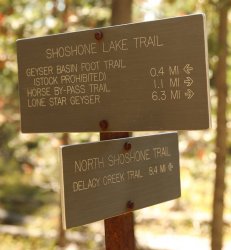 SHOSHONE LAKE TRAIL
GEYSER BASIN FOOT TRAIL 0.4 MI
(STOCK PROHIBITED)
HORSE BY-PASS TRAIL 1.1 MI
LONE STAR GEYSER 6.3 MI
NORTH SHOSHONE TRAIL
DELACY CREEK TRAIL 8.4 MI